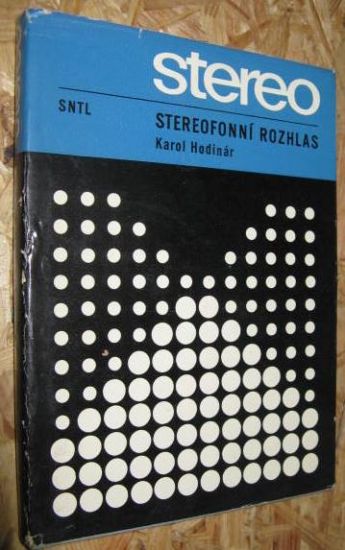 stereo
SNTL
STEREOFONNÍ ROZHLAS
Karol Hodinár